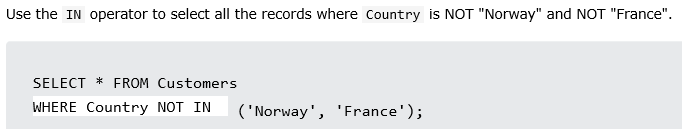 Use the IN operator to select all the records where Country is NOT "Norway" and NOT "France".
SELECT * FROM Customers
WHERE Country NOT IN ('Norway', 'France');